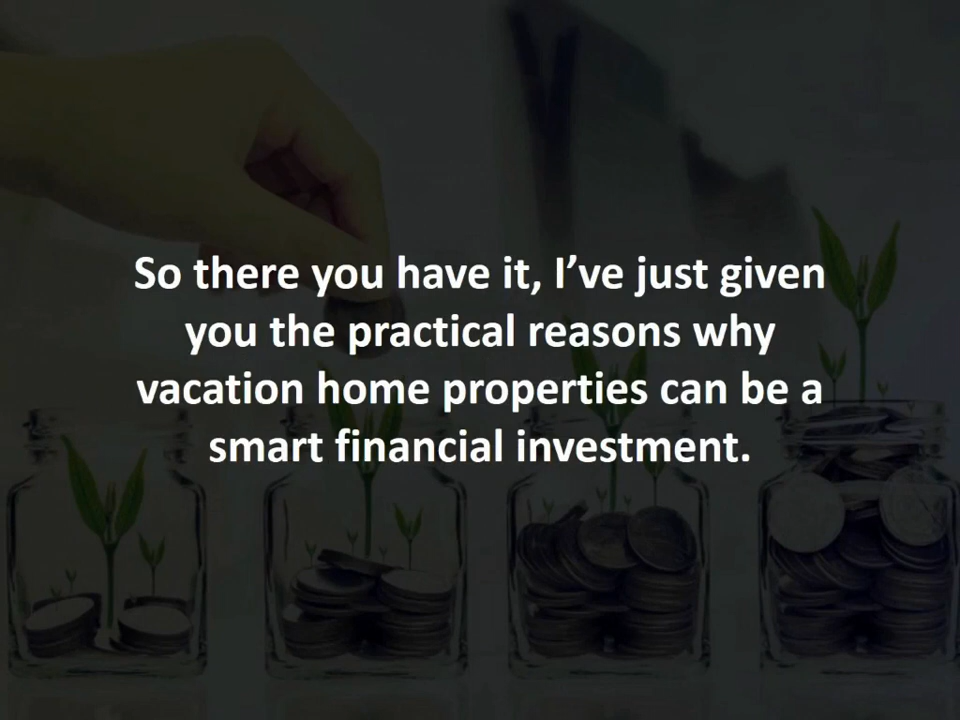 So there you have it, I’ve just given
you the practical reasons why
vacation home properties can be a
smart financial investment.